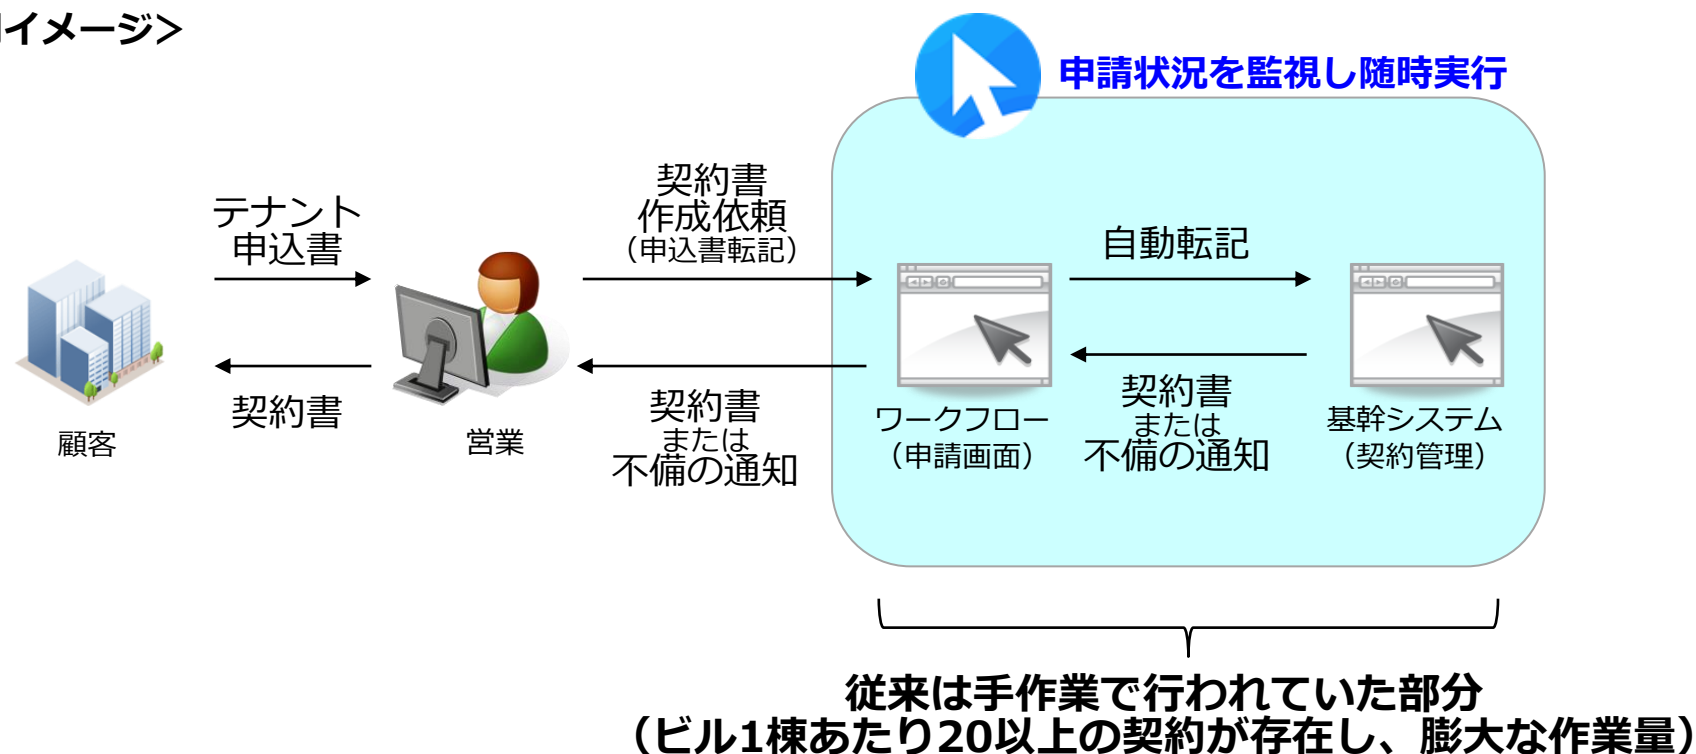 イメージ＞
申請状況を監視し随時実行
テナント
申込書
契約書
作成依頼
（申込書転記）
自動転記
契約書
契約書
または
不備の通知
契約書
または
不備の通知
顧客
営業
ワークフロー
（申請画面）
基幹システム
（契約管理）
従来は手作業で行われていた部分
（ビル1棟あたり20以上の契約が存在し、膨大な作業量）